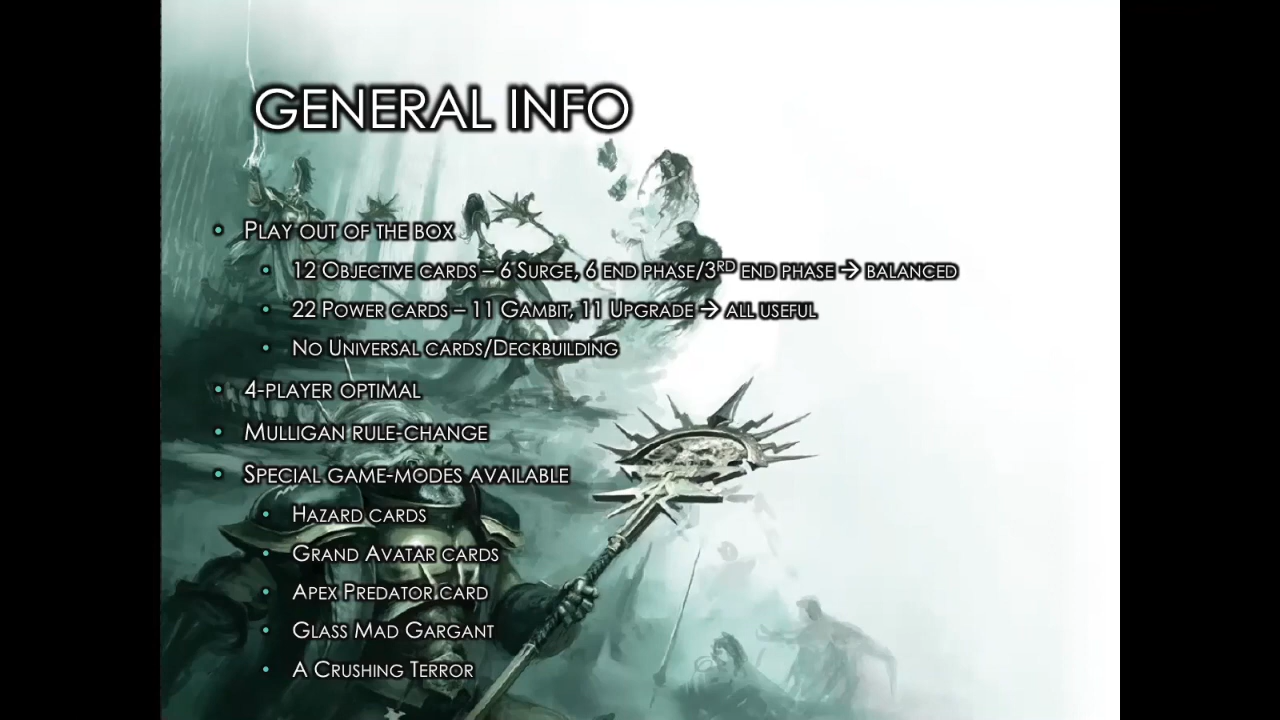 GENERAL INFO
• Play out of the box
• 12 Objective cards – 6 Surge, 6 end phase/3rd end phase → balanced
• 22 Power cards – 11 Gambit, 11 Upgrade → all useful
• No Universal cards/Deckbuilding
• 4-player optimal
• Mulligan rule-change
• Special game-modes available
• Hazard cards
• Grand Avatar cards
• Apex Predator card
• Glass Mad Gargant
• A Crushing Terror